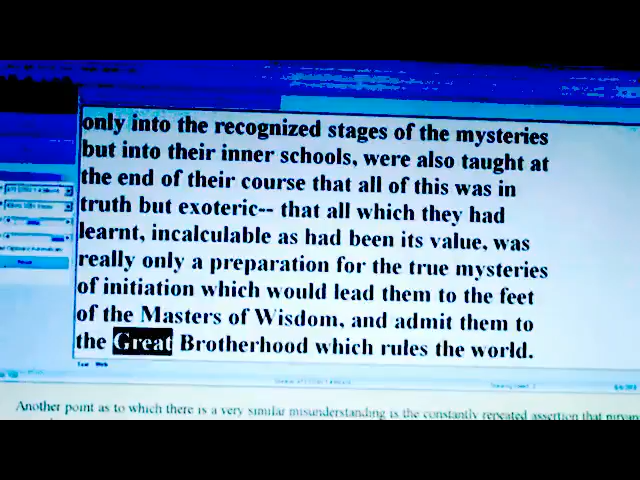 only into the recognized stages of the mysteries
but into their inner schools, were also taught at
the end of their course that all of this was in
truth but exoteric-- that all which they had
learnt, incalculable as had been its value, was
really only a preparation for the true mysteries
of initiation which would lead them to the feet
of the Masters of Wisdom, and admit them to
the Great Brotherhood which rules the world.
Another point as to which there is a very similar misunderstanding is the constantly repeated assertion that